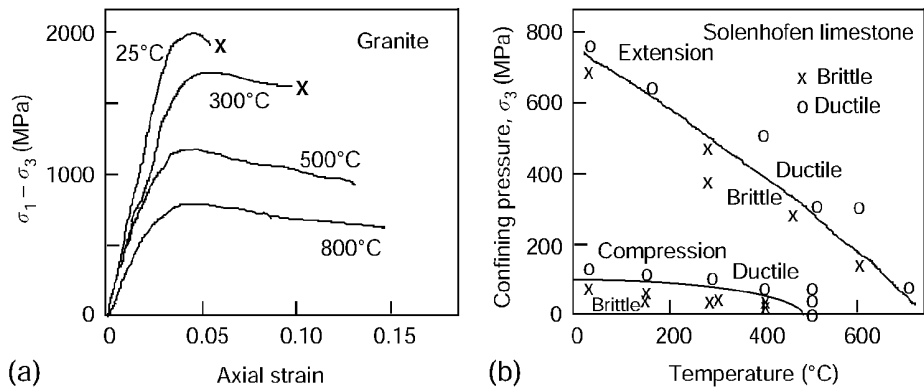 2000
1000
0
σ₁ – σ₃ (MPa)
Granite
25°C
X
300°C
X
500°C
800°C
0
0.05
0.10
0.15
Axial strain
(a)
Confining pressure, σ₃ (MPa)
800
600
400
200
0
Solenhofen limestone
x Brittle
o Ductile
Extension
Ductile
Brittle
Compression
Ductile
Brittle
0
200
400
600
Temperature (°C)
(b)